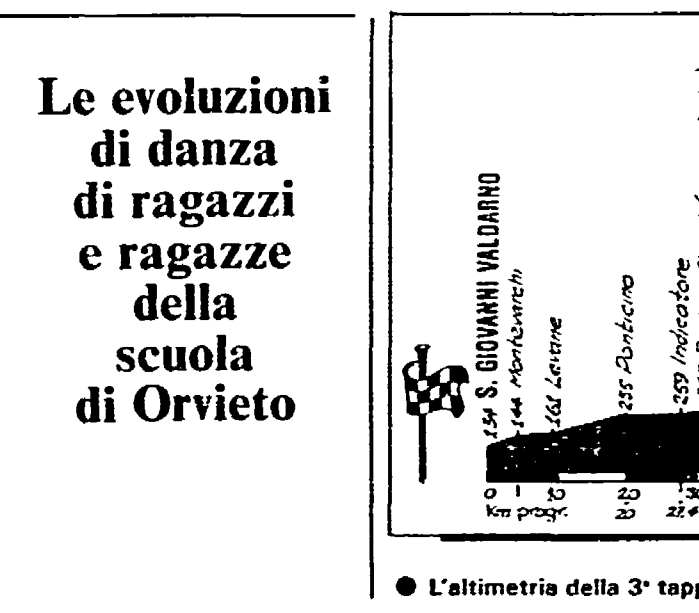 Le evoluzioni
di danza
di ragazzi
e ragazze
della
scuola
di Orvieto
134 S. GIOVANNI VALDARNO
144 Montevarchi
161 Levane
255 Ponticino
259 Indicatore
0 10 20
Km progr. 20
● L'altimetria della 3ª tapp